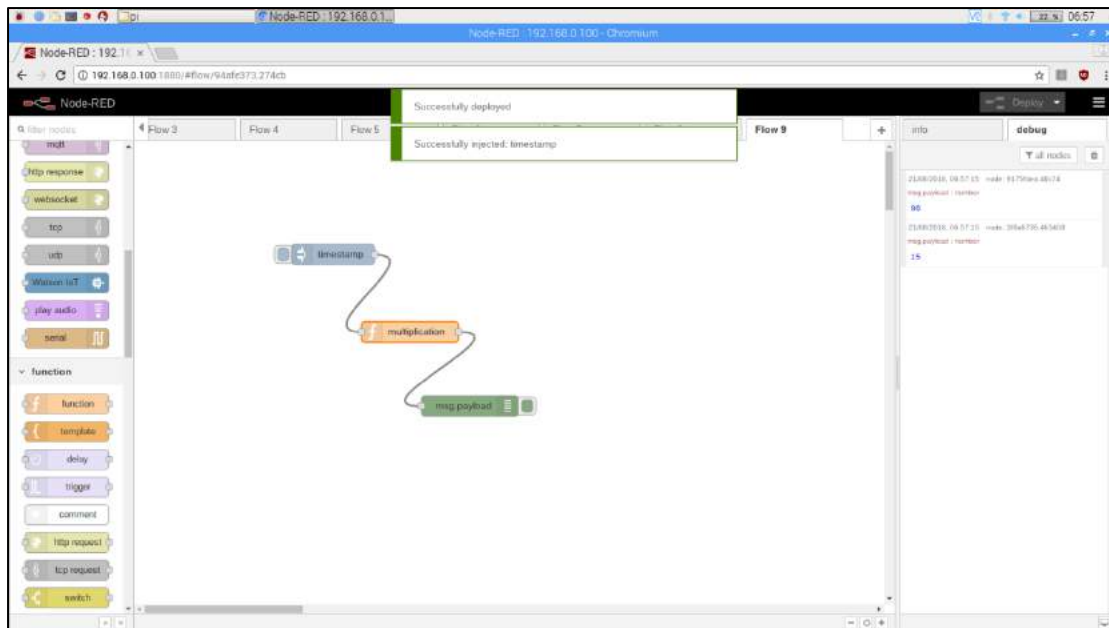 pi
Node-RED : 192.168.0.1...
22 %
06:57
Node-RED : 192.168.0.100 - Chromium
Node-RED : 192.1
192.168.0.100:1880/#flow/94afe373.274cb
Node-RED
Deploy
Successfully deployed
Successfully injected: timestamp
filter nodes
Flow 3
Flow 4
Flow 5
Flow 9
info
debug
all nodes
mqtt
http response
websocket
tcp
udp
Watson IoT
play audio
serial
function
function
template
delay
trigger
comment
http request
tcp request
switch
timestamp
multiplication
msg.payload
msg.payload : number
90
msg.payload : number
15